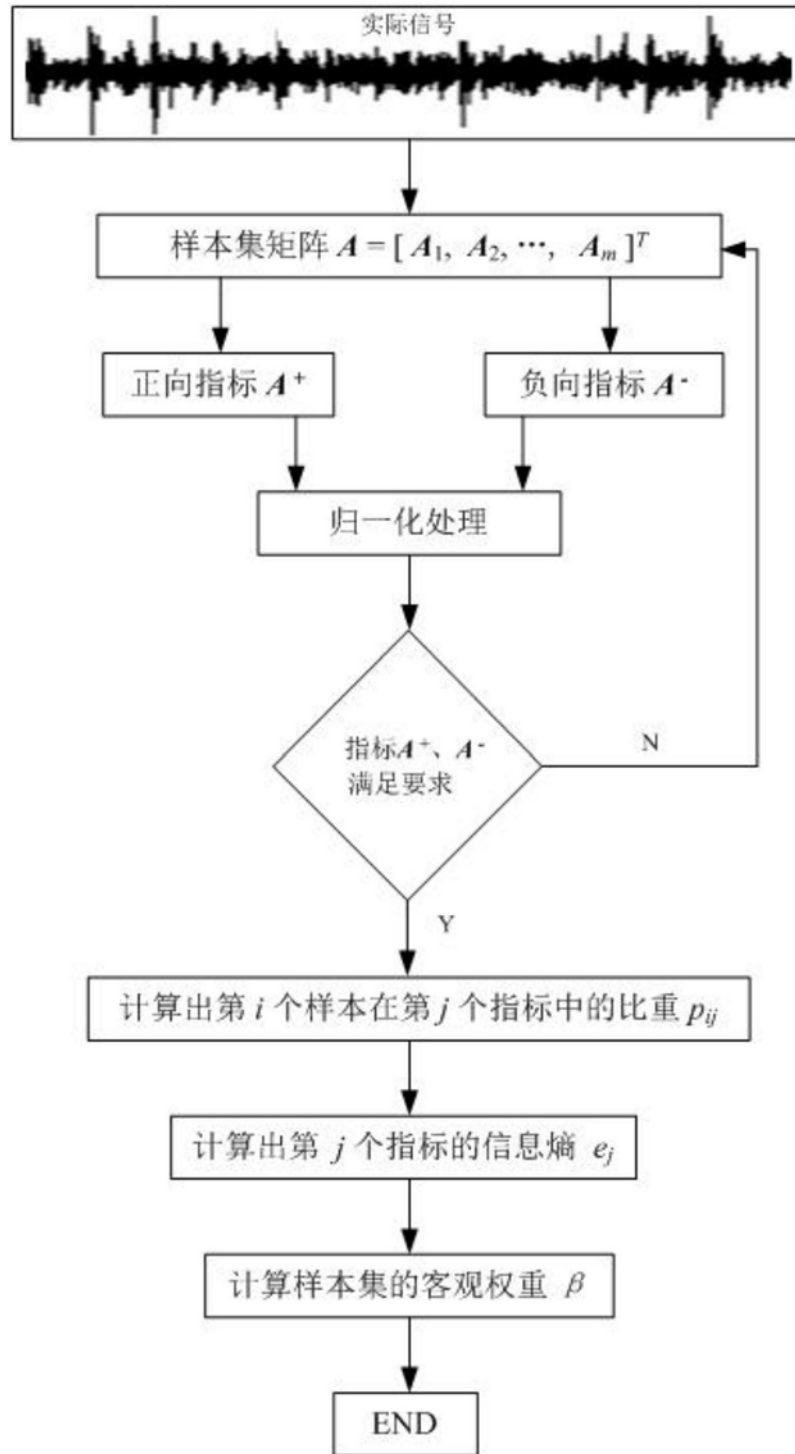 实际信号
样本集矩阵 A = [ A₁, A₂, ⋯, Aₘ ]ᵀ
正向指标 A⁺
负向指标 A⁻
归一化处理
指标A⁺、A⁻
满足要求
N
Y
计算出第 i 个样本在第 j 个指标中的比重 pᵢⱼ
计算出第 j 个指标的信息熵 eⱼ
计算样本集的客观权重 β
END